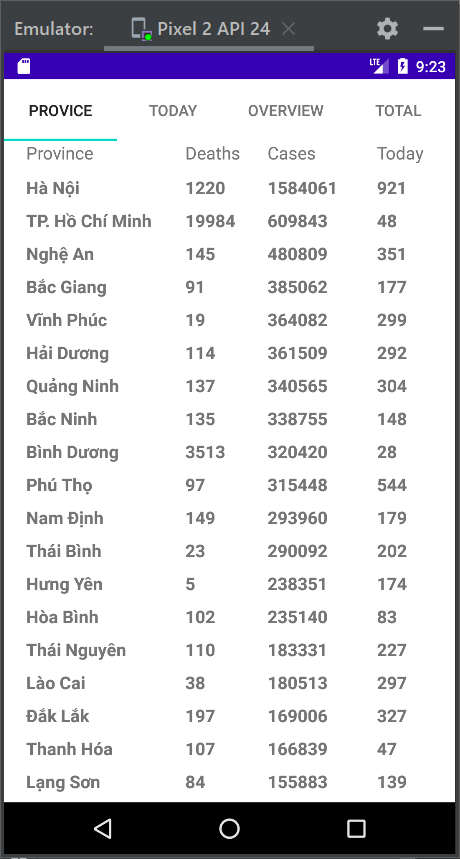 Emulator: Pixel 2 API 24
LTE 9:23
PROVICE TODAY OVERVIEW TOTAL
Province Deaths Cases Today
Hà Nội 1220 1584061 921
TP. Hồ Chí Minh 19984 609843 48
Nghệ An 145 480809 351
Bắc Giang 91 385062 177
Vĩnh Phúc 19 364082 299
Hải Dương 114 361509 292
Quảng Ninh 137 340565 304
Bắc Ninh 135 338755 148
Bình Dương 3513 320420 28
Phú Thọ 97 315448 544
Nam Định 149 293960 179
Thái Bình 23 290092 202
Hưng Yên 5 238351 174
Hòa Bình 102 235140 83
Thái Nguyên 110 183331 227
Lào Cai 38 180513 297
Đắk Lắk 197 169006 327
Thanh Hóa 107 166839 47
Lạng Sơn 84 155883 139